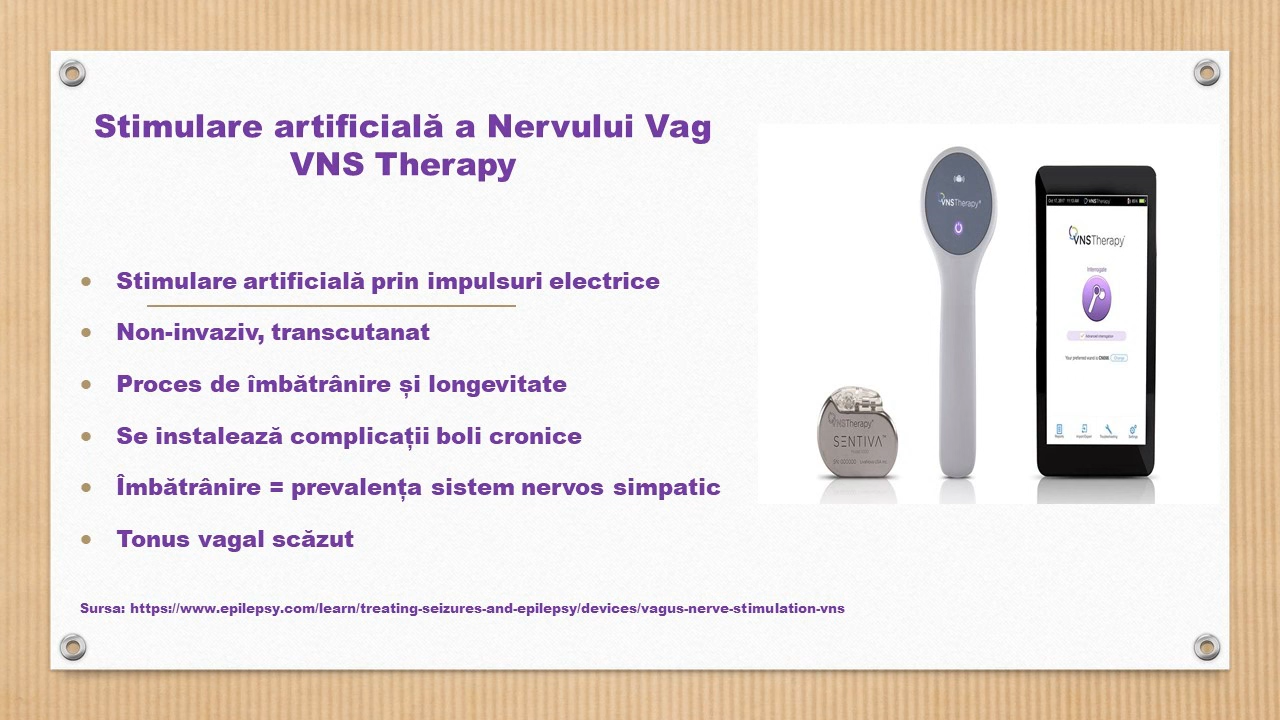 Stimulare artificială a Nervului Vag
VNS Therapy
Stimulare artificială prin impulsuri electrice
Non-invaziv, transcutanat
Proces de îmbătrânire și longevitate
Se instalează complicații boli cronice
Îmbătrânire = prevalența sistem nervos simpatic
Tonus vagal scăzut
Sursa: https://www.epilepsy.com/learn/treating-seizures-and-epilepsy/devices/vagus-nerve-stimulation-vns
VNSTherapy®
VNSTherapy
Interrogate
VNSTherapy®
SENTIVA™